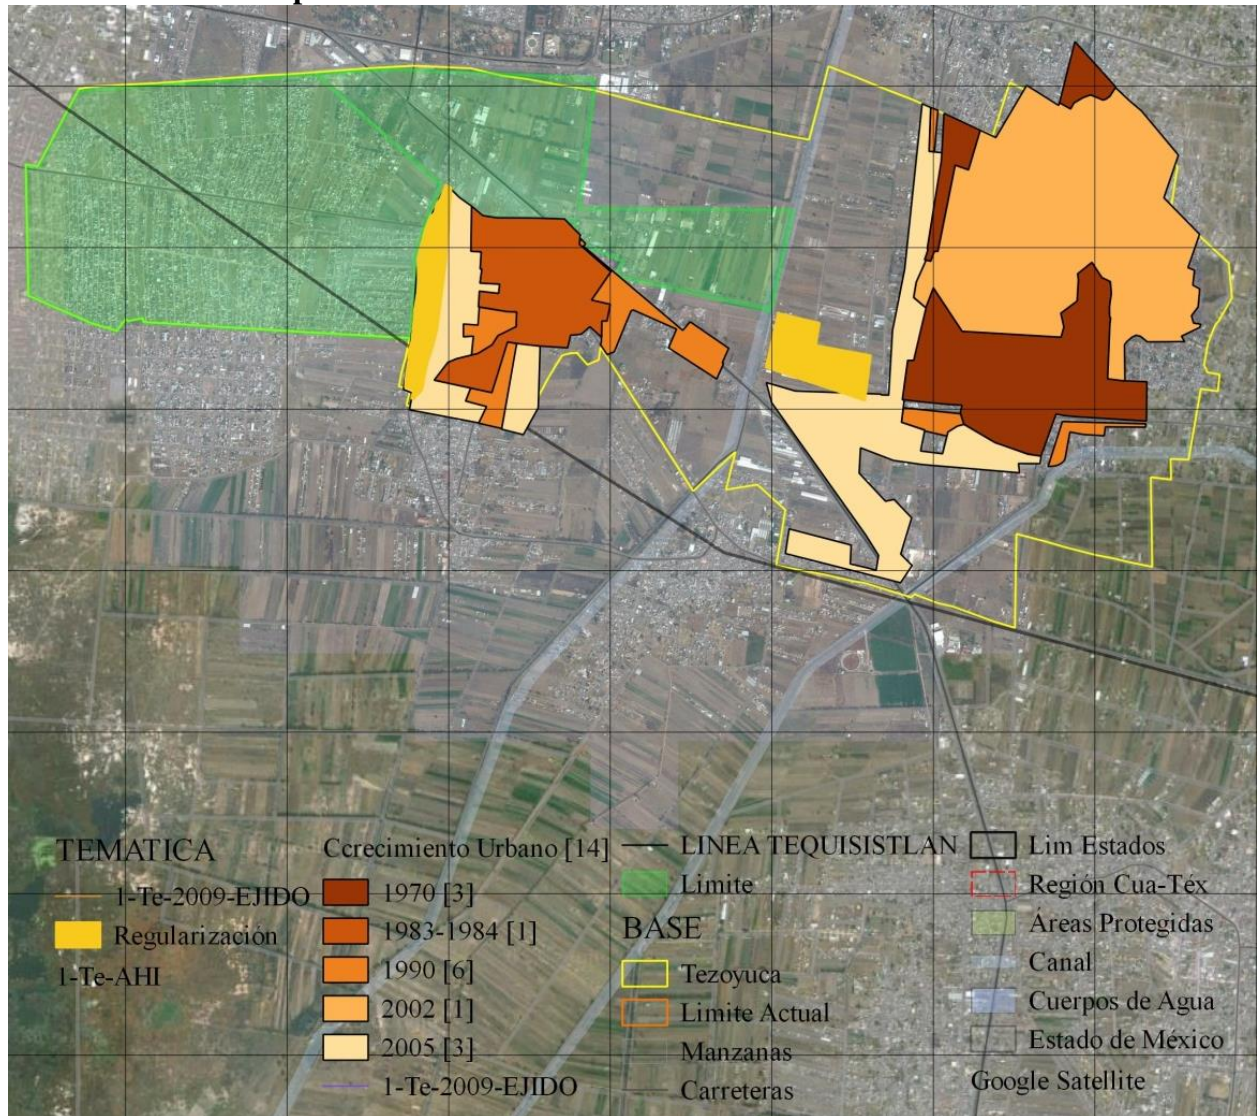 TEMATICA
1-Te-2009-EJIDO
Regularización
1-Te-AHI
Ccrecimiento Urbano [14]
1970 [3]
1983-1984 [1]
1990 [6]
2002 [1]
2005 [3]
1-Te-2009-EJIDO
LINEA TEQUISISTLAN
Limite
BASE
Tezoyuca
Limite Actual
Manzanas
Carreteras
Lim Estados
Región Cua-Téx
Áreas Protegidas
Canal
Cuerpos de Agua
Estado de México
Google Satellite